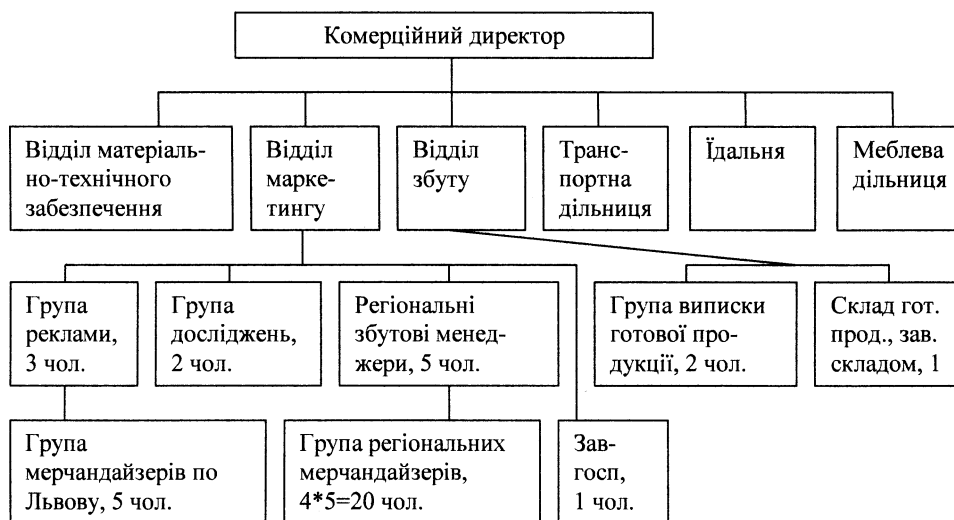 Комерційний директор
Відділ матеріаль-
но-технічного
забезпечення
Відділ
марке-
тингу
Відділ
збуту
Транс-
портна
дільниця
Їдальня
Меблева
дільниця
Група
реклами,
3 чол.
Група
досліджень,
2 чол.
Регіональні
збутові менед-
жери, 5 чол.
Група виписки
готової про-
дукції, 2 чол.
Склад гот.
прод., зав.
складом, 1
Група
мерчандайзерів по
Львову, 5 чол.
Група регіональних
мерчандайзерів,
4*5=20 чол.
Зав-
госп,
1 чол.